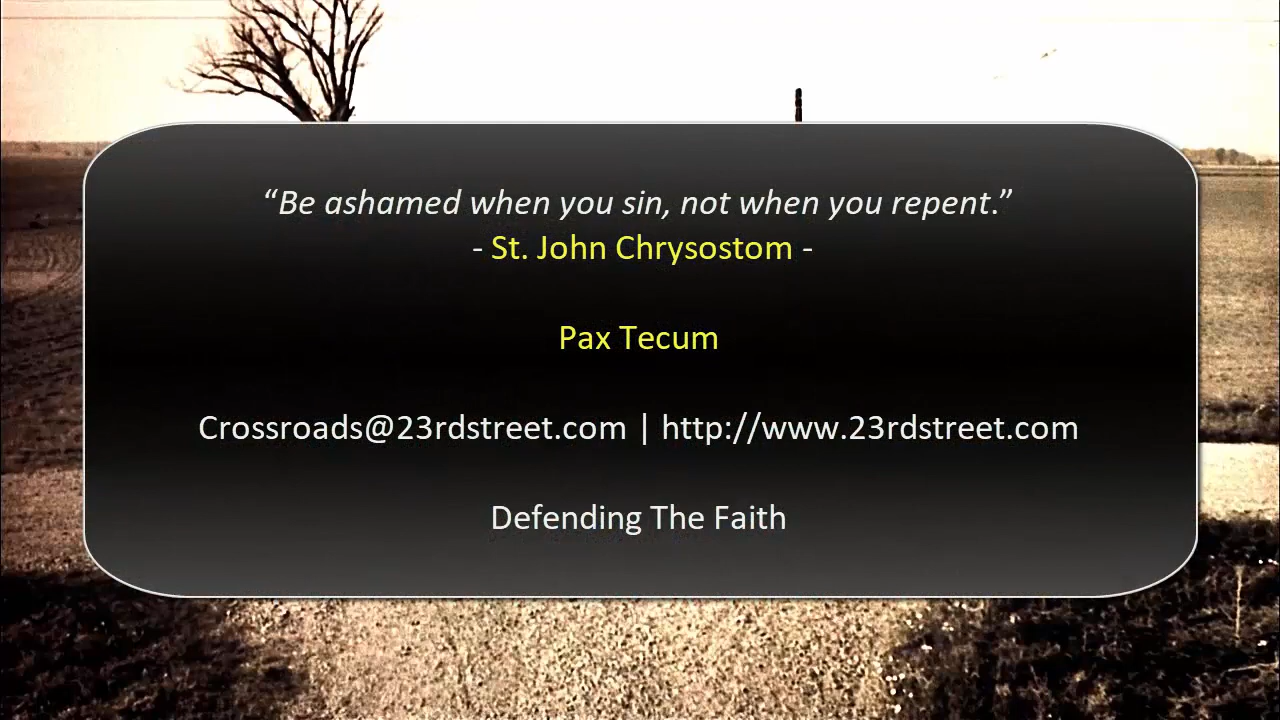 “Be ashamed when you sin, not when you repent.”
- St. John Chrysostom -
Pax Tecum
Crossroads@23rdstreet.com | http://www.23rdstreet.com
Defending The Faith